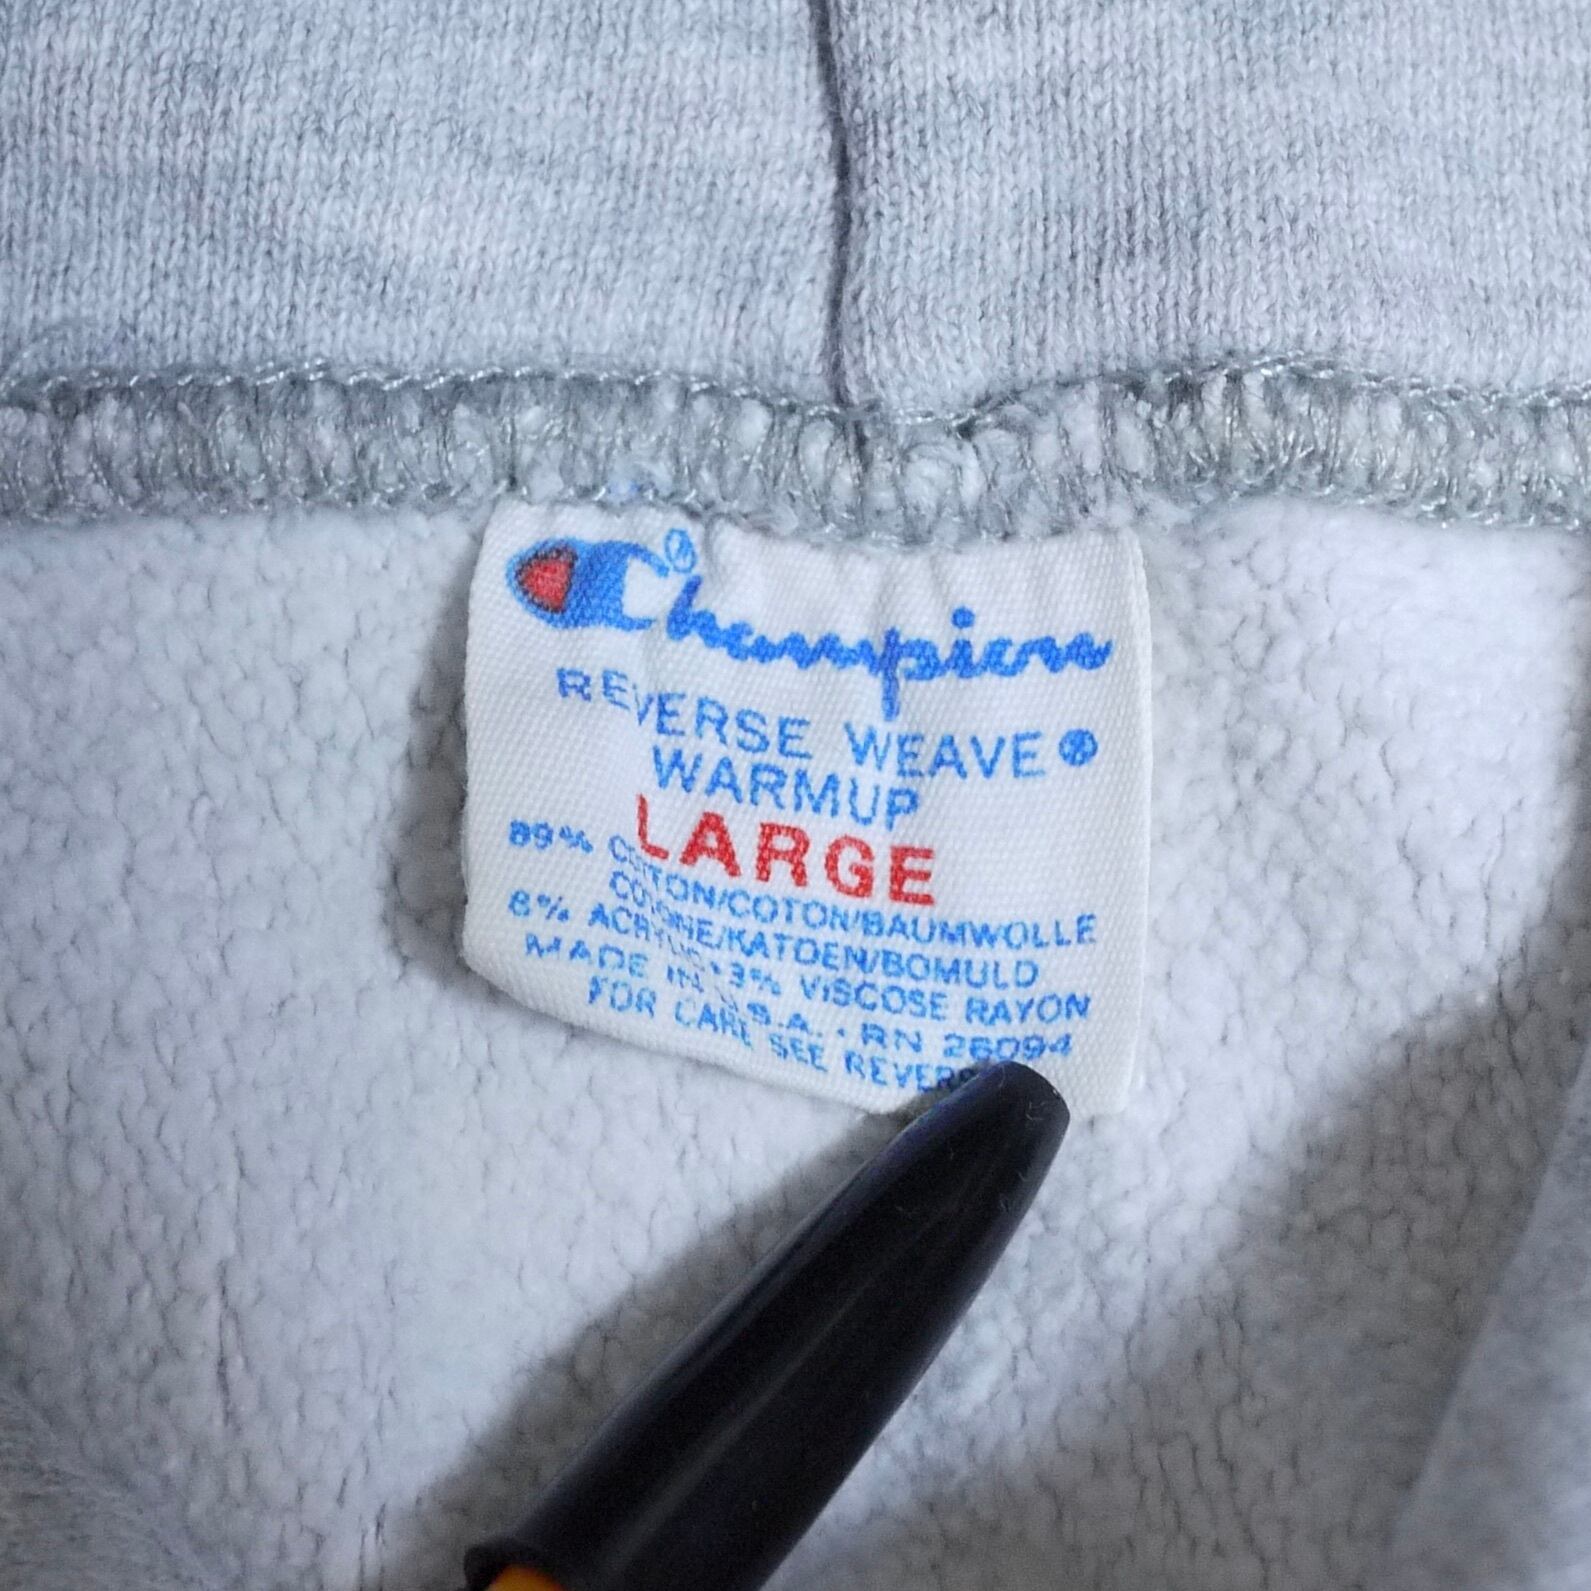 Champion®
REVERSE WEAVE®
WARMUP
LARGE
89% COTTON/COTON/BAUMWOLLE
COTONE/KATOEN/BOMULD
8% ACRYLIC • 3% VISCOSE RAYON
MADE IN U.S.A. • RN 26094
FOR CARE SEE REVERS